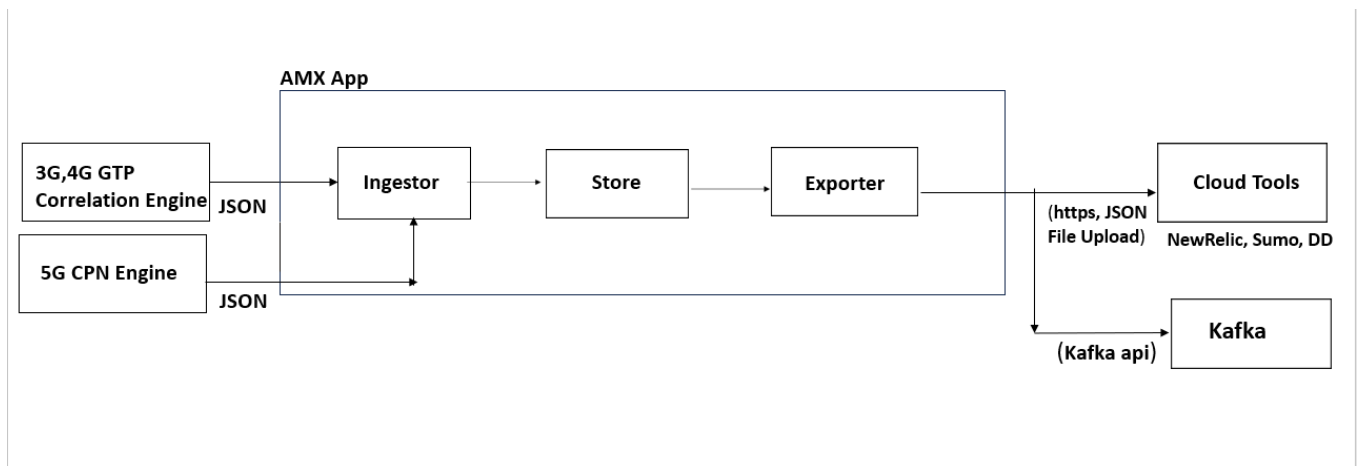 AMX App
3G,4G GTP
Correlation Engine
JSON
Ingestor
Store
Exporter
Cloud Tools
(https, JSON
File Upload)
NewRelic, Sumo, DD
5G CPN Engine
JSON
Kafka
(Kafka api)